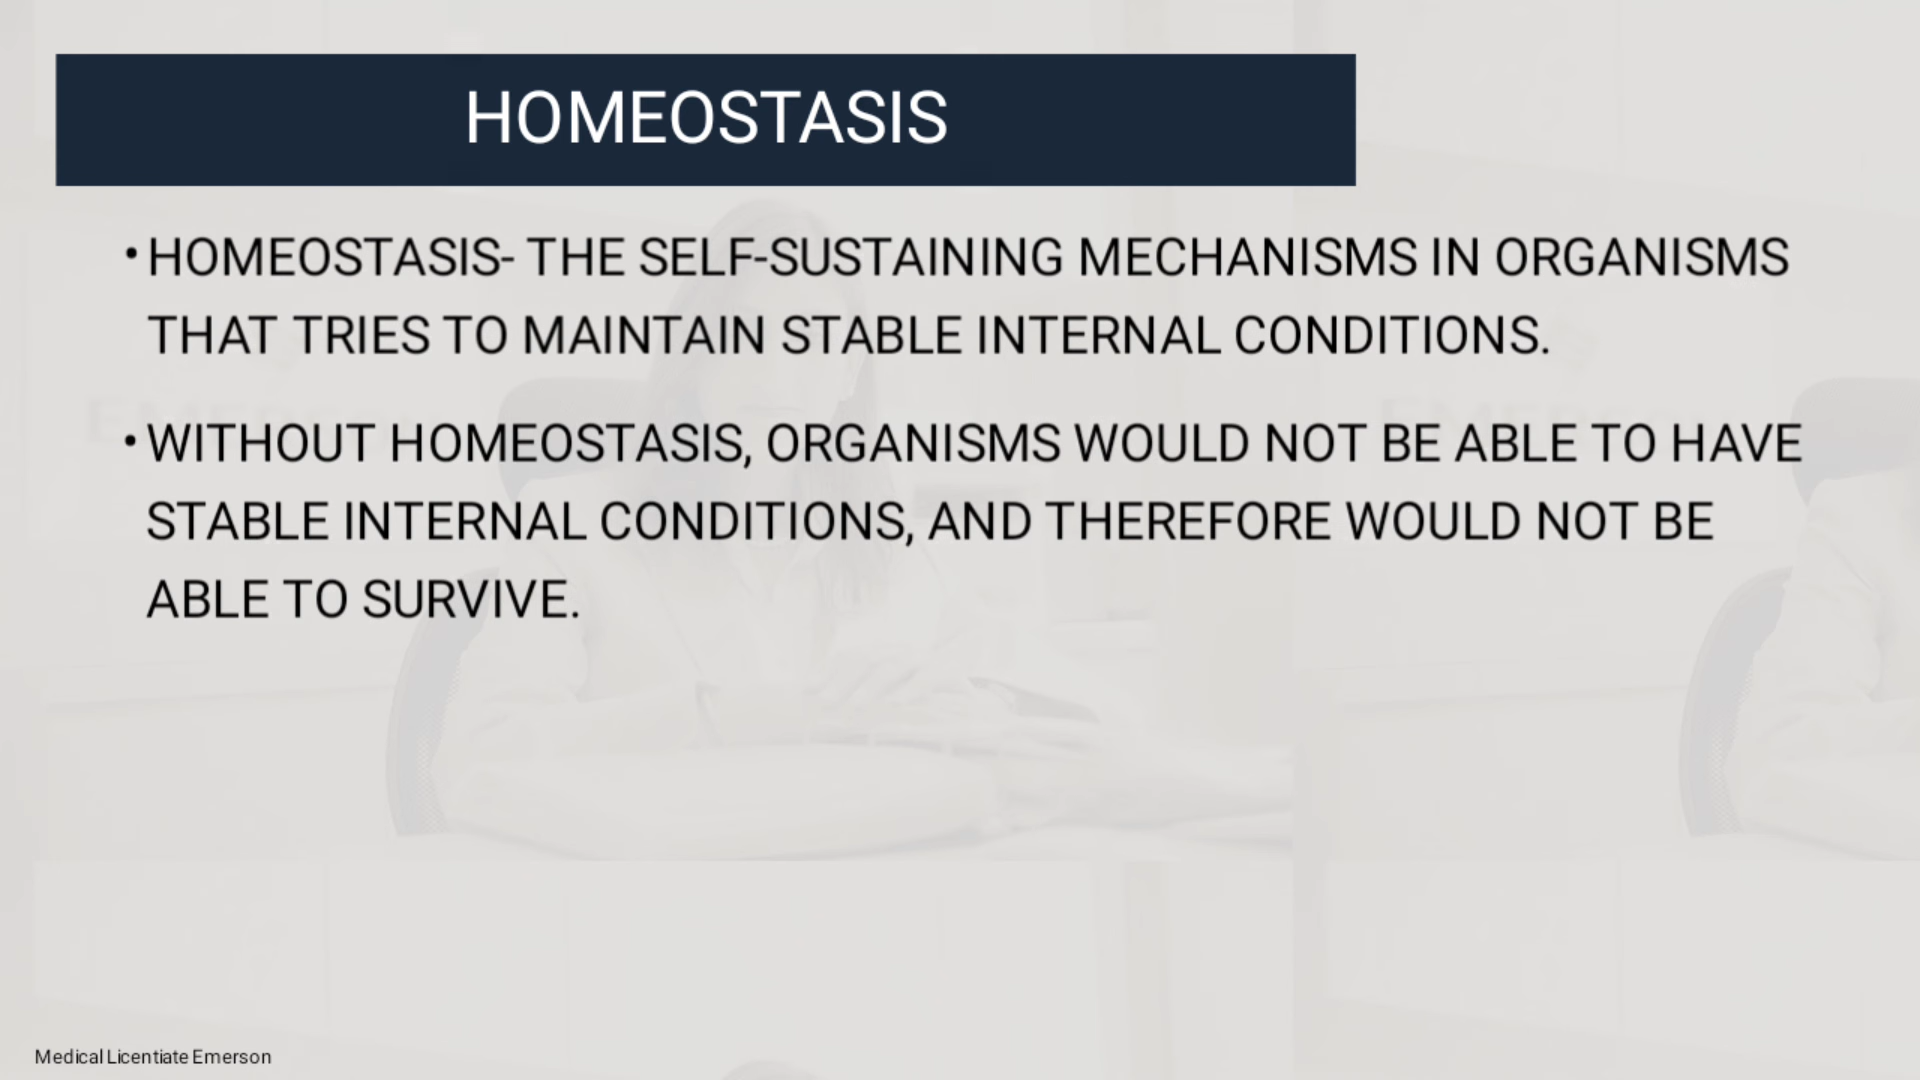 HOMEOSTASIS
• HOMEOSTASIS- THE SELF-SUSTAINING MECHANISMS IN ORGANISMS
THAT TRIES TO MAINTAIN STABLE INTERNAL CONDITIONS.
• WITHOUT HOMEOSTASIS, ORGANISMS WOULD NOT BE ABLE TO HAVE
STABLE INTERNAL CONDITIONS, AND THEREFORE WOULD NOT BE
ABLE TO SURVIVE.
Medical Licentiate Emerson